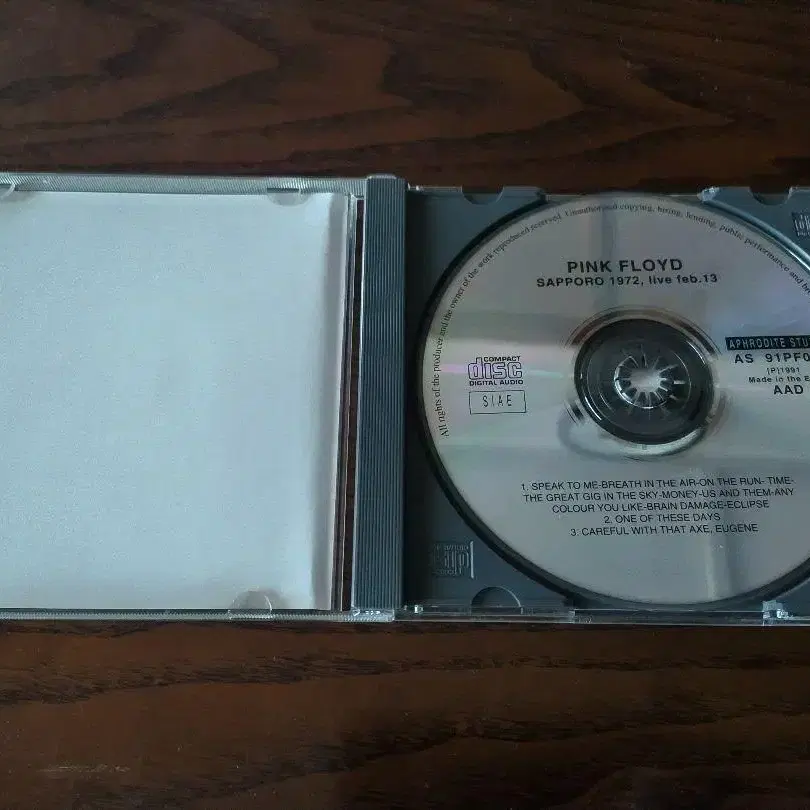 All rights of the producer and the owner of the work reproduced reserved. Unauthorised copying, hiring, lending, public performance and
PINK FLOYD
SAPPORO 1972, live feb.13
COMPACT
disc
DIGITAL AUDIO
SIAE
APHRODITE
AS 91PF0
(P)1991
Made in the
AAD
1. SPEAK TO ME-BREATH IN THE AIR-ON THE RUN- TIME-
THE GREAT GIG IN THE SKY-MONEY-US AND THEM-ANY
COLOUR YOU LIKE-BRAIN DAMAGE-ECLIPSE
2. ONE OF THESE DAYS
3. CAREFUL WITH THAT AXE, EUGENE